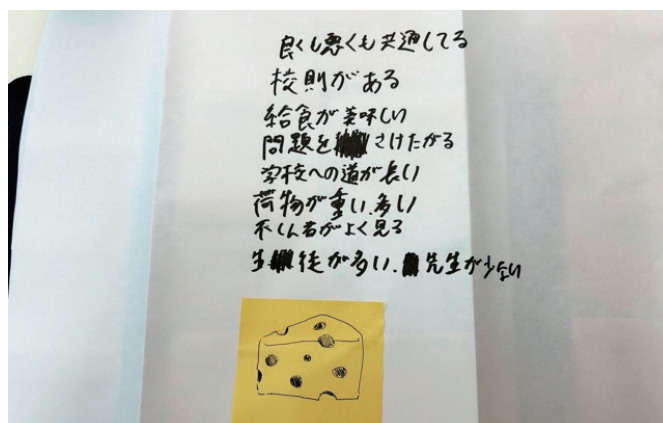 良くも悪くも共通してる
校則がある
給食が美味しい
問題をさけたがる
学校への道が長い
荷物が重い、多い
不しん者がよく見る
生徒が多い、先生が少ない